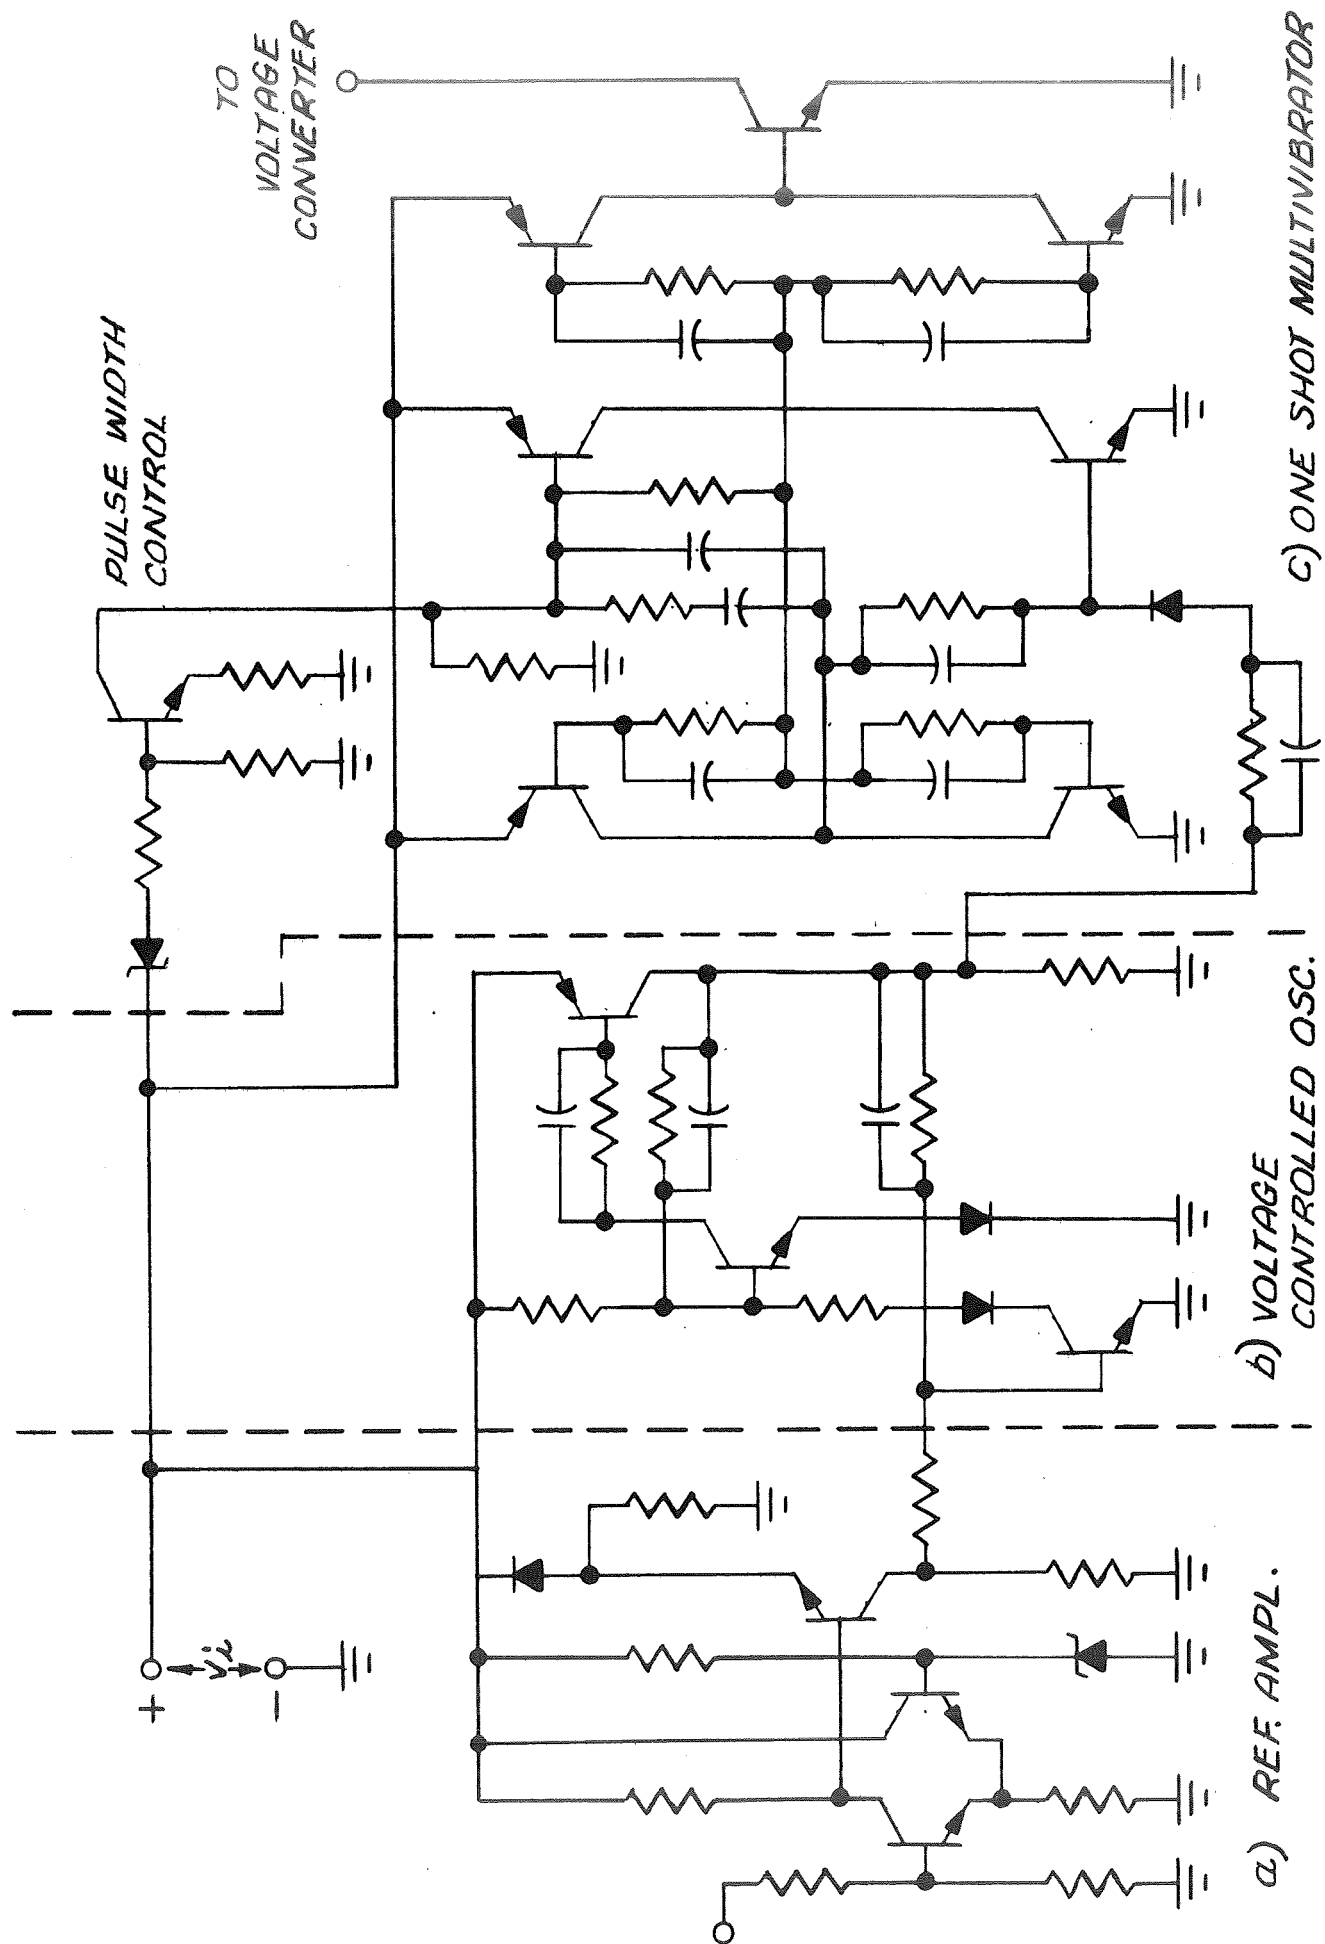 +
vi
−
PULSE WIDTH
CONTROL
TO
VOLTAGE
CONVERTER
a) REF. AMPL.
b) VOLTAGE
CONTROLLED OSC.
c) ONE SHOT MULTIVIBRATOR